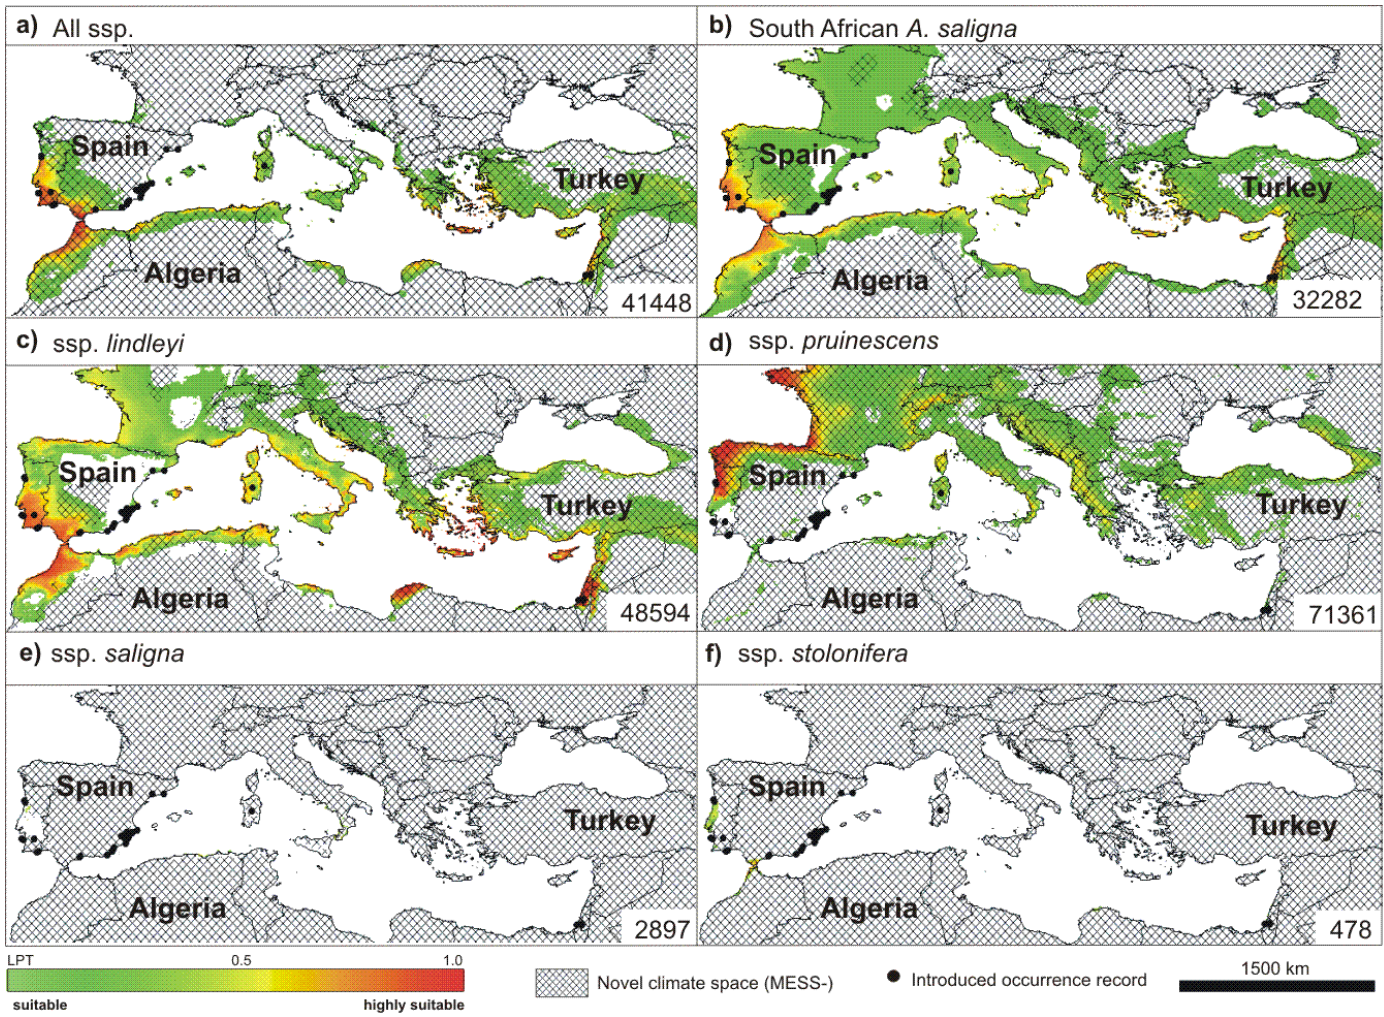 a) All ssp.
b) South African A. saligna
Spain
Turkey
Algeria
41448
Spain
Turkey
Algeria
32282
c) ssp. lindleyi
d) ssp. pruinescens
Spain
Turkey
Algeria
48594
Spain
Turkey
Algeria
71361
e) ssp. saligna
f) ssp. stolonifera
Spain
Turkey
Algeria
2897
Spain
Turkey
Algeria
478
LPT 0.5 1.0
suitable highly suitable
Novel climate space (MESS-)
Introduced occurrence record
1500 km